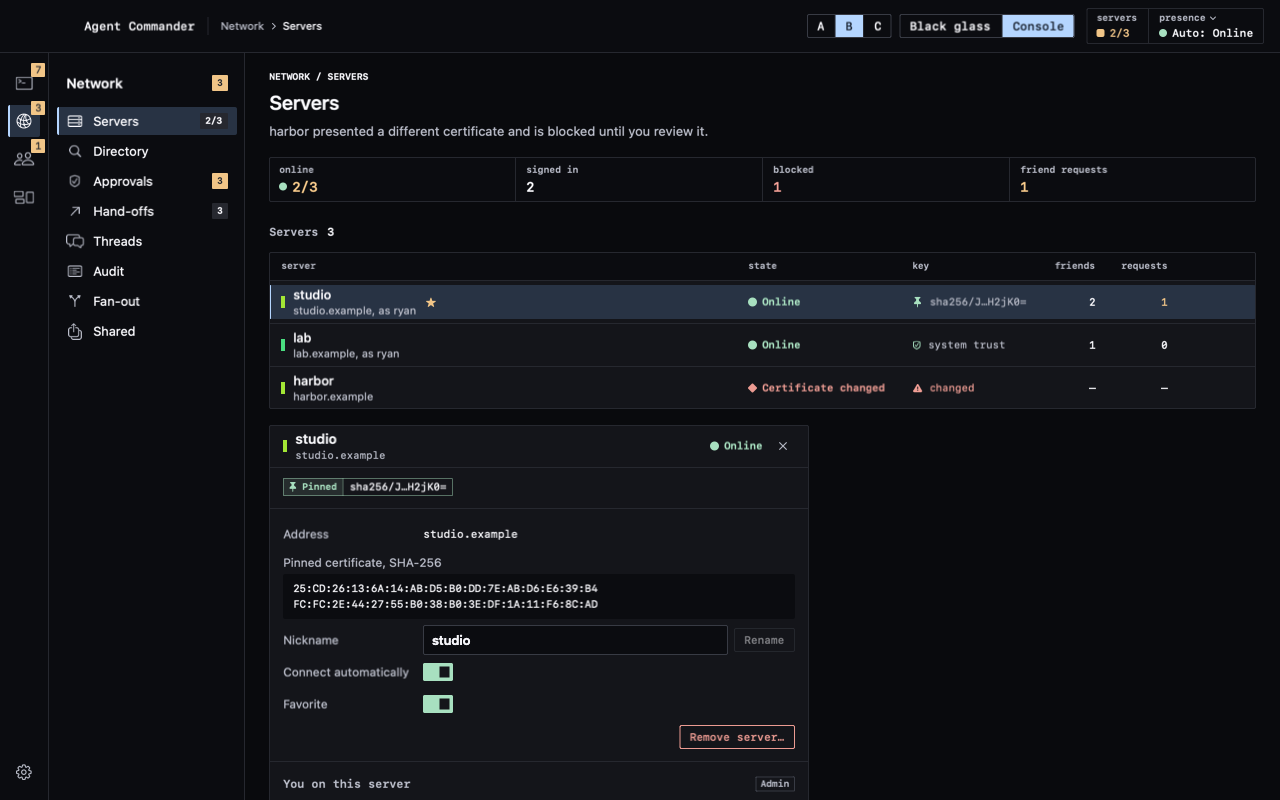 Agent Commander
Network > Servers
A B C
Black glass Console
servers
2/3
presence
Auto: Online
7
3
1
Network 3
Servers 2/3
Directory
Approvals 3
Hand-offs 3
Threads
Audit
Fan-out
Shared
NETWORK / SERVERS
Servers
harbor presented a different certificate and is blocked until you review it.
online
2/3
signed in
2
blocked
1
friend requests
1
Servers 3
server state key friends requests
studio
studio.example, as ryan
Online sha256/J…H2jK0= 2 1
lab
lab.example, as ryan
Online system trust 1 0
harbor
harbor.example
Certificate changed changed — —
studio
studio.example
Online
Pinned sha256/J…H2jK0=
Address studio.example
Pinned certificate, SHA-256
25:CD:26:13:6A:14:AB:D5:B0:DD:7E:AB:D6:E6:39:B4
FC:FC:2E:44:27:55:B0:38:B0:3E:DF:1A:11:F6:8C:AD
Nickname studio Rename
Connect automatically
Favorite
Remove server…
You on this server Admin